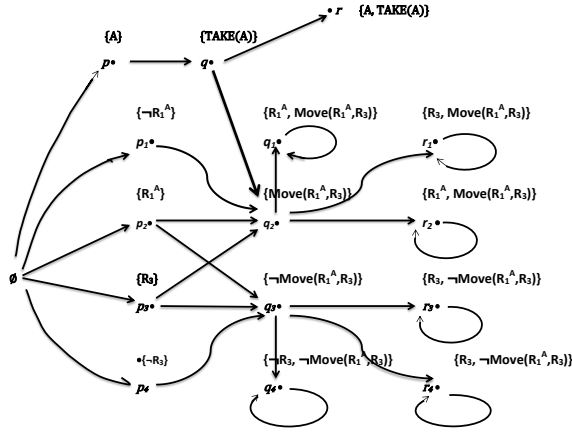 • r {A, TAKE(A)}
{A} {TAKE(A)}
p• q•
{¬R₁ᴬ} {R₁ᴬ, Move(R₁ᴬ,R₃)} {R₃, Move(R₁ᴬ,R₃)}
p₁• q₁• r₁•
{R₁ᴬ} {Move(R₁ᴬ,R₃)} {R₁ᴬ, Move(R₁ᴬ,R₃)}
p₂• q₂• r₂•
{R₃} {¬Move(R₁ᴬ,R₃)} {R₃, ¬Move(R₁ᴬ,R₃)}
∅
p₃• q₃• r₃•
•{¬R₃} {¬R₃, ¬Move(R₁ᴬ,R₃)} {R₃, ¬Move(R₁ᴬ,R₃)}
p₄ q₄• r₄•